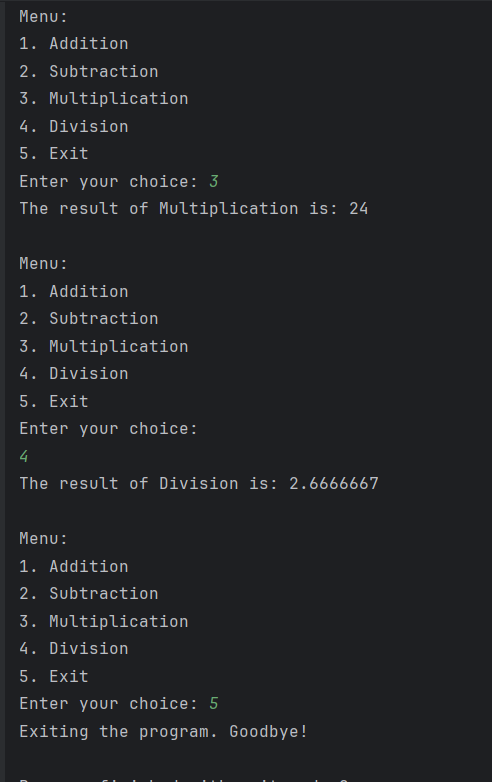 Menu:
1. Addition
2. Subtraction
3. Multiplication
4. Division
5. Exit
Enter your choice: 3
The result of Multiplication is: 24
Menu:
1. Addition
2. Subtraction
3. Multiplication
4. Division
5. Exit
Enter your choice:
4
The result of Division is: 2.6666667
Menu:
1. Addition
2. Subtraction
3. Multiplication
4. Division
5. Exit
Enter your choice: 5
Exiting the program. Goodbye!